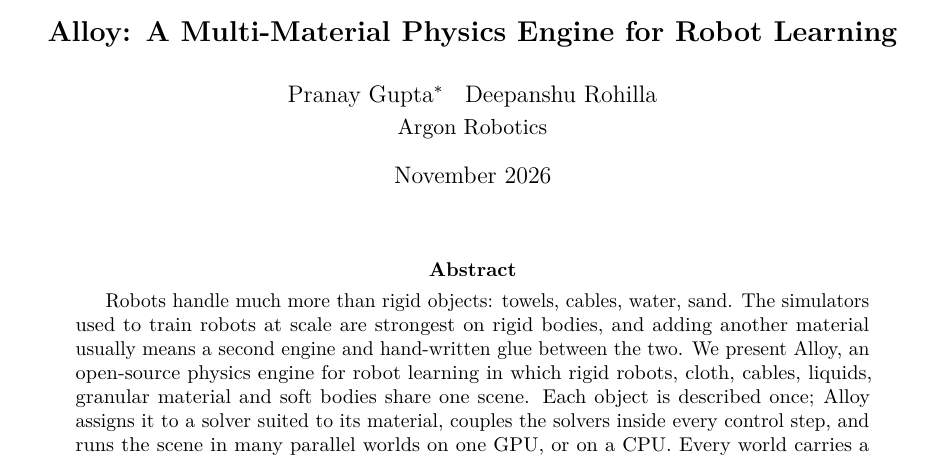 Alloy: A Multi-Material Physics Engine for Robot Learning
Pranay Gupta* Deepanshu Rohilla
Argon Robotics
November 2026
Abstract
Robots handle much more than rigid objects: towels, cables, water, sand. The simulators
used to train robots at scale are strongest on rigid bodies, and adding another material
usually means a second engine and hand-written glue between the two. We present Alloy, an
open-source physics engine for robot learning in which rigid robots, cloth, cables, liquids,
granular material and soft bodies share one scene. Each object is described once; Alloy
assigns it to a solver suited to its material, couples the solvers inside every control step, and
runs the scene in many parallel worlds on one GPU, or on a CPU. Every world carries a